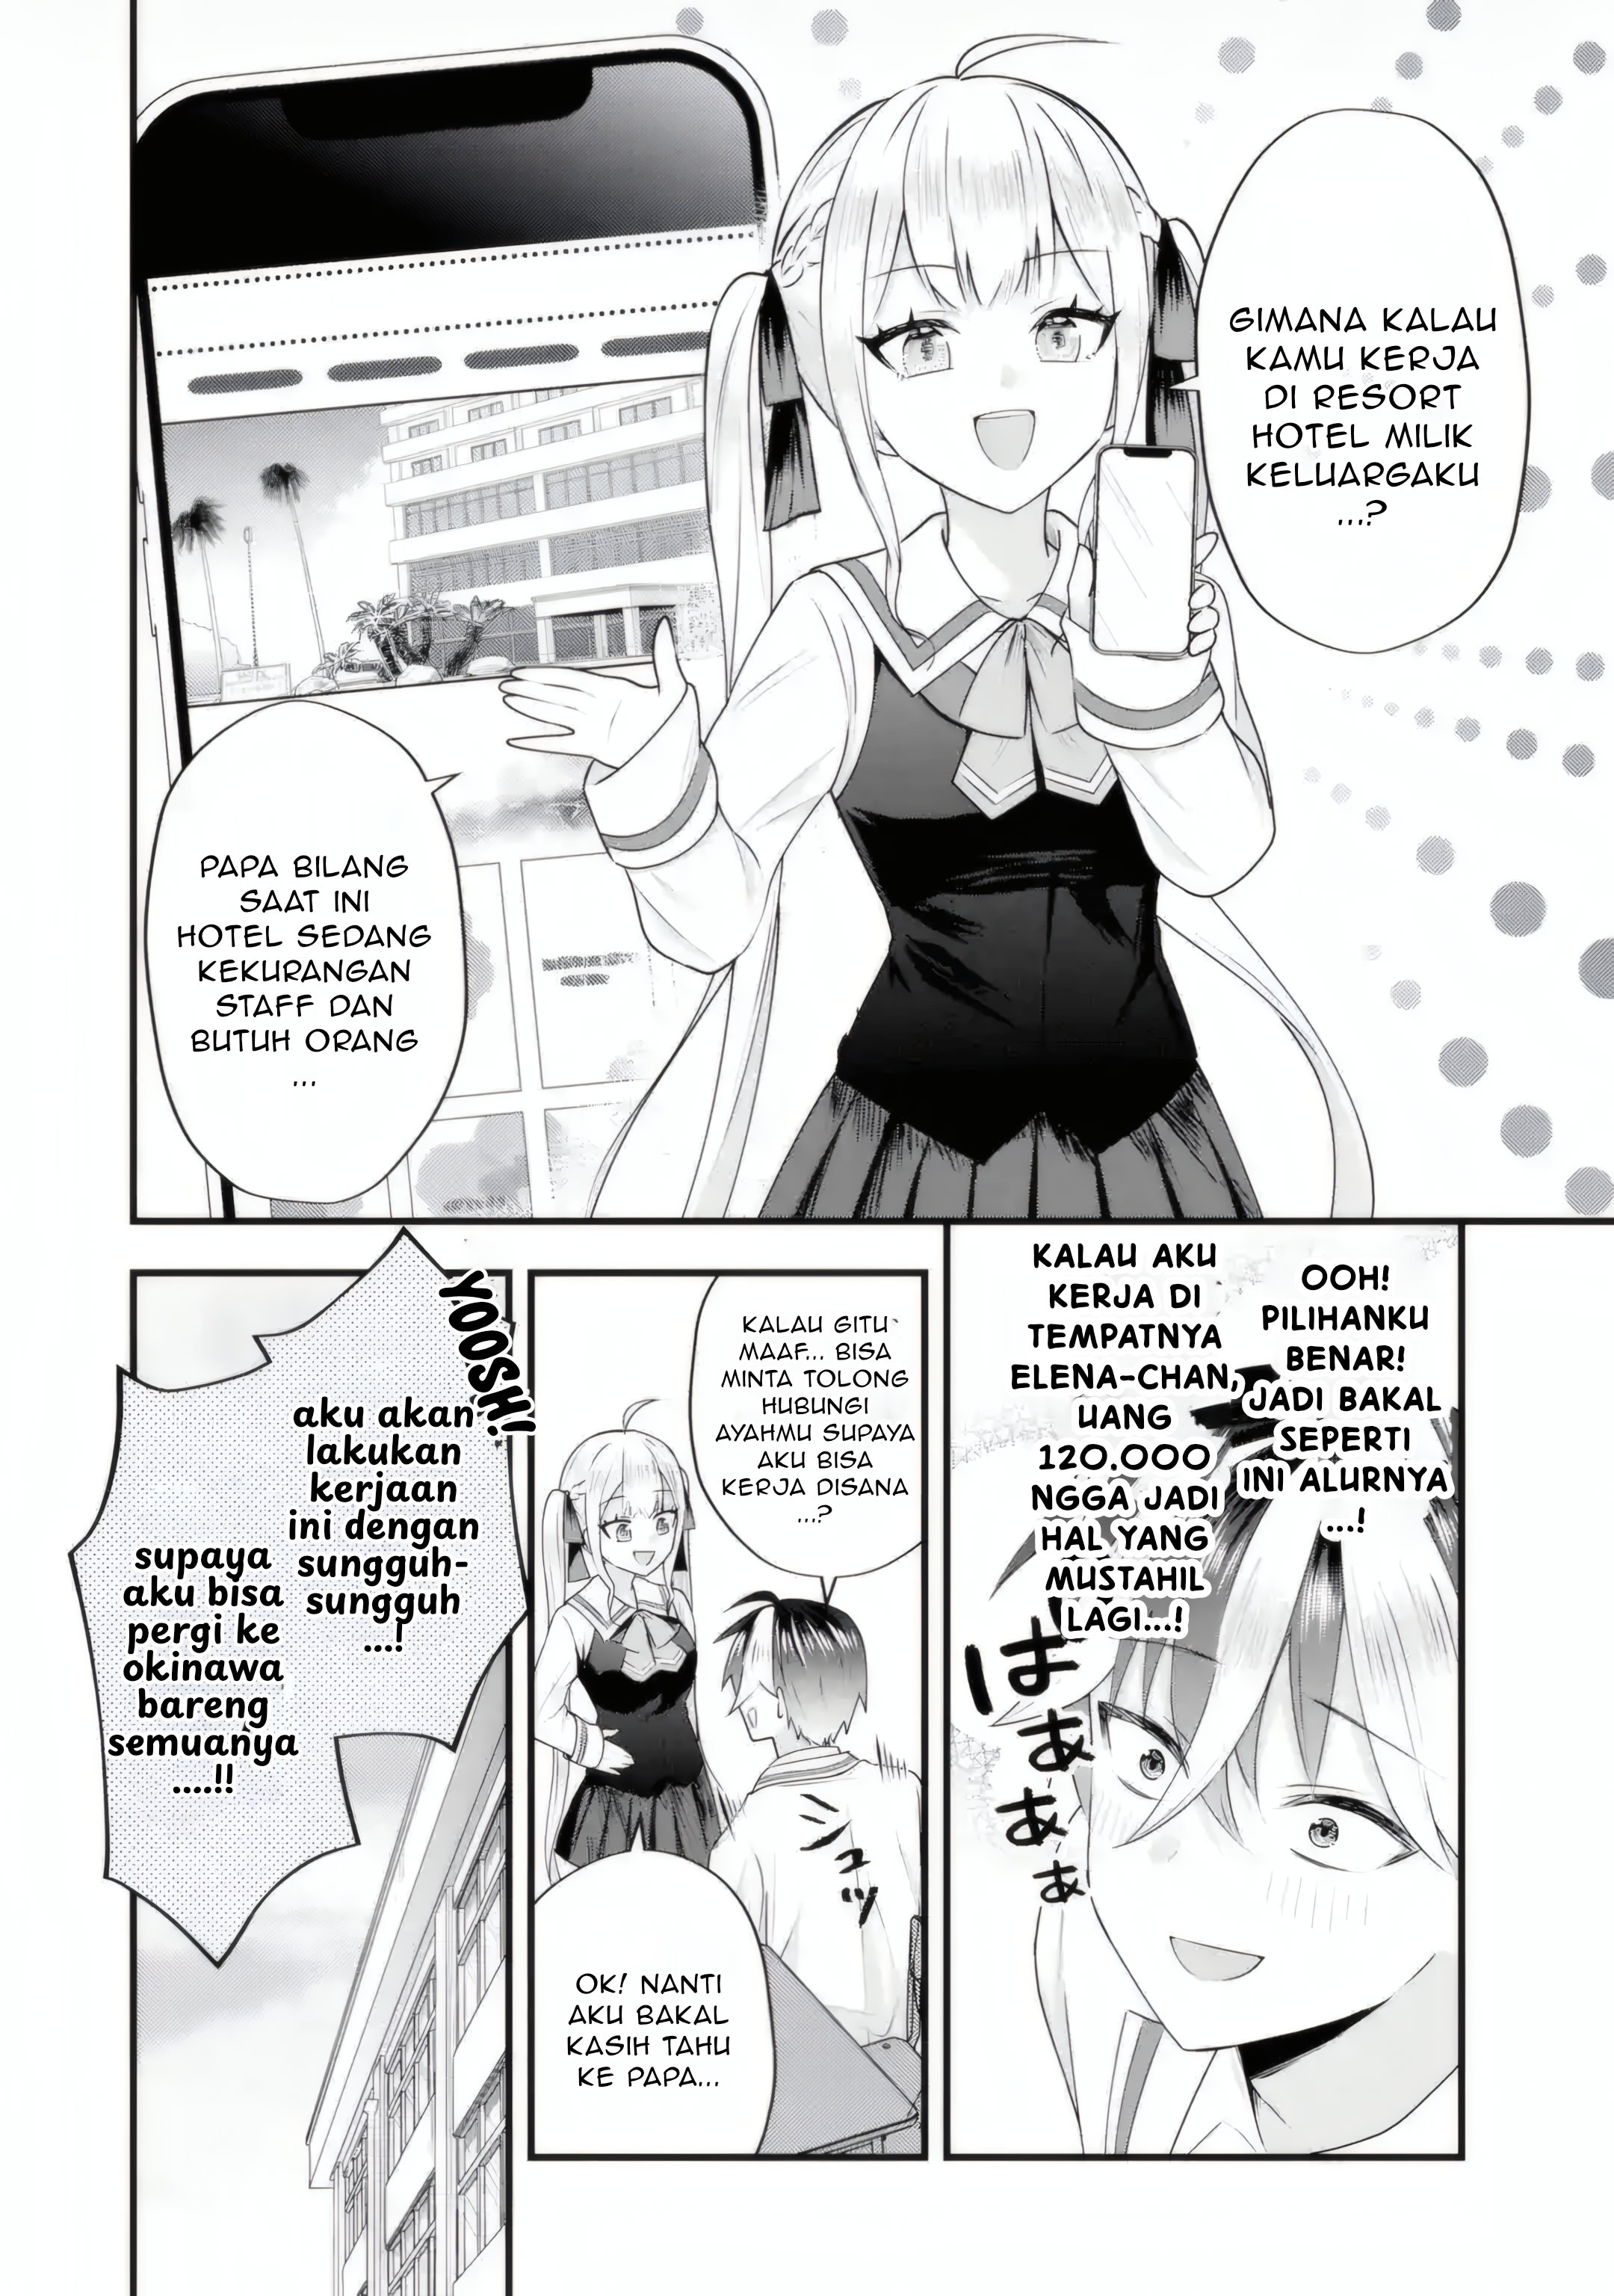 GIMANA KALAU
KAMU KERJA
DI RESORT
HOTEL MILIK
KELUARGAKU
...?
PAPA BILANG
SAAT INI
HOTEL SEDANG
KEKURANGAN
STAFF DAN
BUTUH ORANG
...
OOH!
PILIHANKU
BENAR!
JADI BAKAL
SEPERTI
INI ALURNYA
...!
KALAU AKU
KERJA DI
TEMPATNYA
ELENA-CHAN,
UANG
120.000
NGGA JADI
HAL YANG
MUSTAHIL
LAGI...!
はぁぁぁぁ
KALAU GITU
MAAF... BISA
MINTA TOLONG
HUBUNGI
AYAHMU SUPAYA
AKU BISA
KERJA DISANA
...?
シュッ
OK! NANTI
AKU BAKAL
KASIH TAHU
KE PAPA...
YOOSH!
aku akan
lakukan
kerjaan
ini dengan
sungguh-
sungguh
...!
supaya
aku bisa
pergi ke
okinawa
bareng
semuanya
....!!